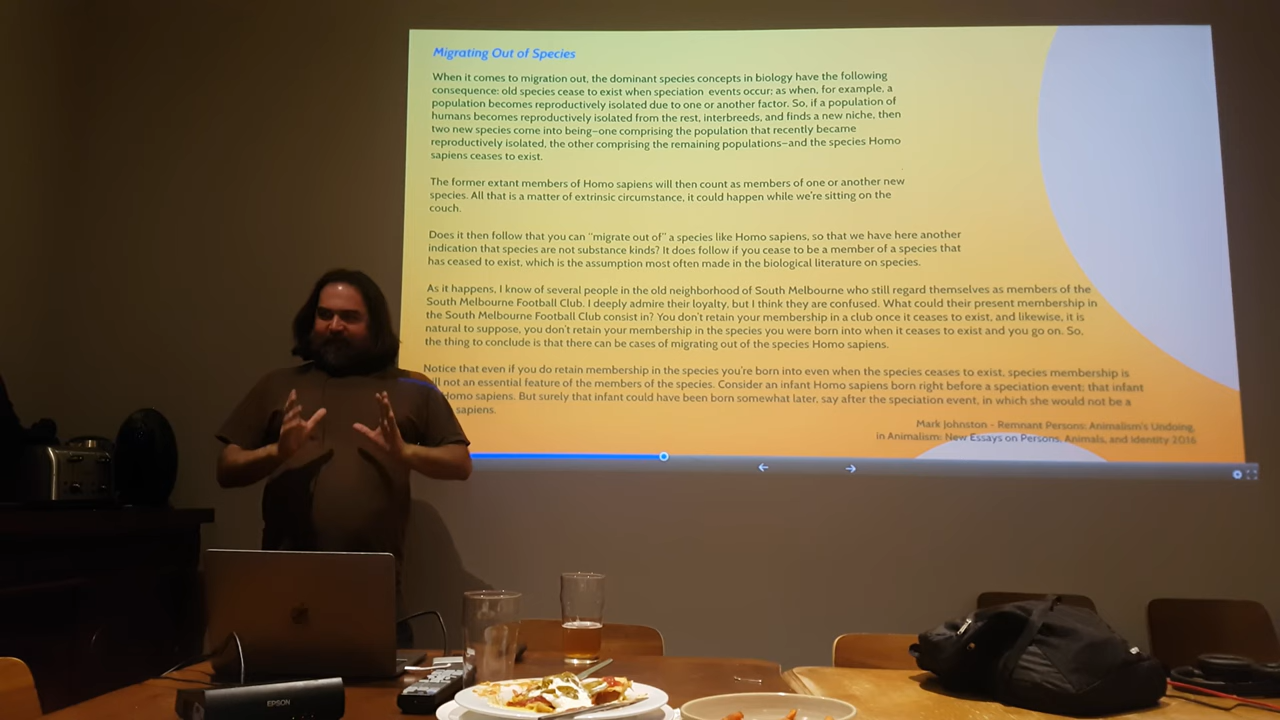 Migrating Out of Species
When it comes to migration out, the dominant species concepts in biology have the following
consequence: old species cease to exist when speciation events occur; as when, for example, a
population becomes reproductively isolated due to one or another factor. So, if a population of
humans becomes reproductively isolated from the rest, interbreeds, and finds a new niche, then
two new species come into being—one comprising the population that recently became
reproductively isolated, the other comprising the remaining populations—and the species Homo
sapiens ceases to exist.
The former extant members of Homo sapiens will then count as members of one or another new
species. All that is a matter of extrinsic circumstance, it could happen while we're sitting on the
couch.
Does it then follow that you can "migrate out of" a species like Homo sapiens, so that we have here another
indication that species are not substance kinds? It does follow if you cease to be a member of a species that
has ceased to exist, which is the assumption most often made in the biological literature on species.
As it happens, I know of several people in the old neighborhood of South Melbourne who still regard themselves as members of the
South Melbourne Football Club. I deeply admire their loyalty, but I think they are confused. What could their present membership in
the South Melbourne Football Club consist in? You don't retain your membership in a club once it ceases to exist, and likewise, it is
natural to suppose, you don't retain your membership in the species you were born into when it ceases to exist and you go on. So,
the thing to conclude is that there can be cases of migrating out of the species Homo sapiens.
Notice that even if you do retain membership in the species you're born into even when the species ceases to exist, species membership is
not an essential feature of the members of the species. Consider an infant Homo sapiens born right before a speciation event; that infant
Homo sapiens. But surely that infant could have been born somewhat later, say after the speciation event, in which she would not be a
sapiens.
Mark Johnston - Remnant Persons: Animalism's Undoing,
in Animalism: New Essays on Persons, Animals, and Identity 2016
EPSON